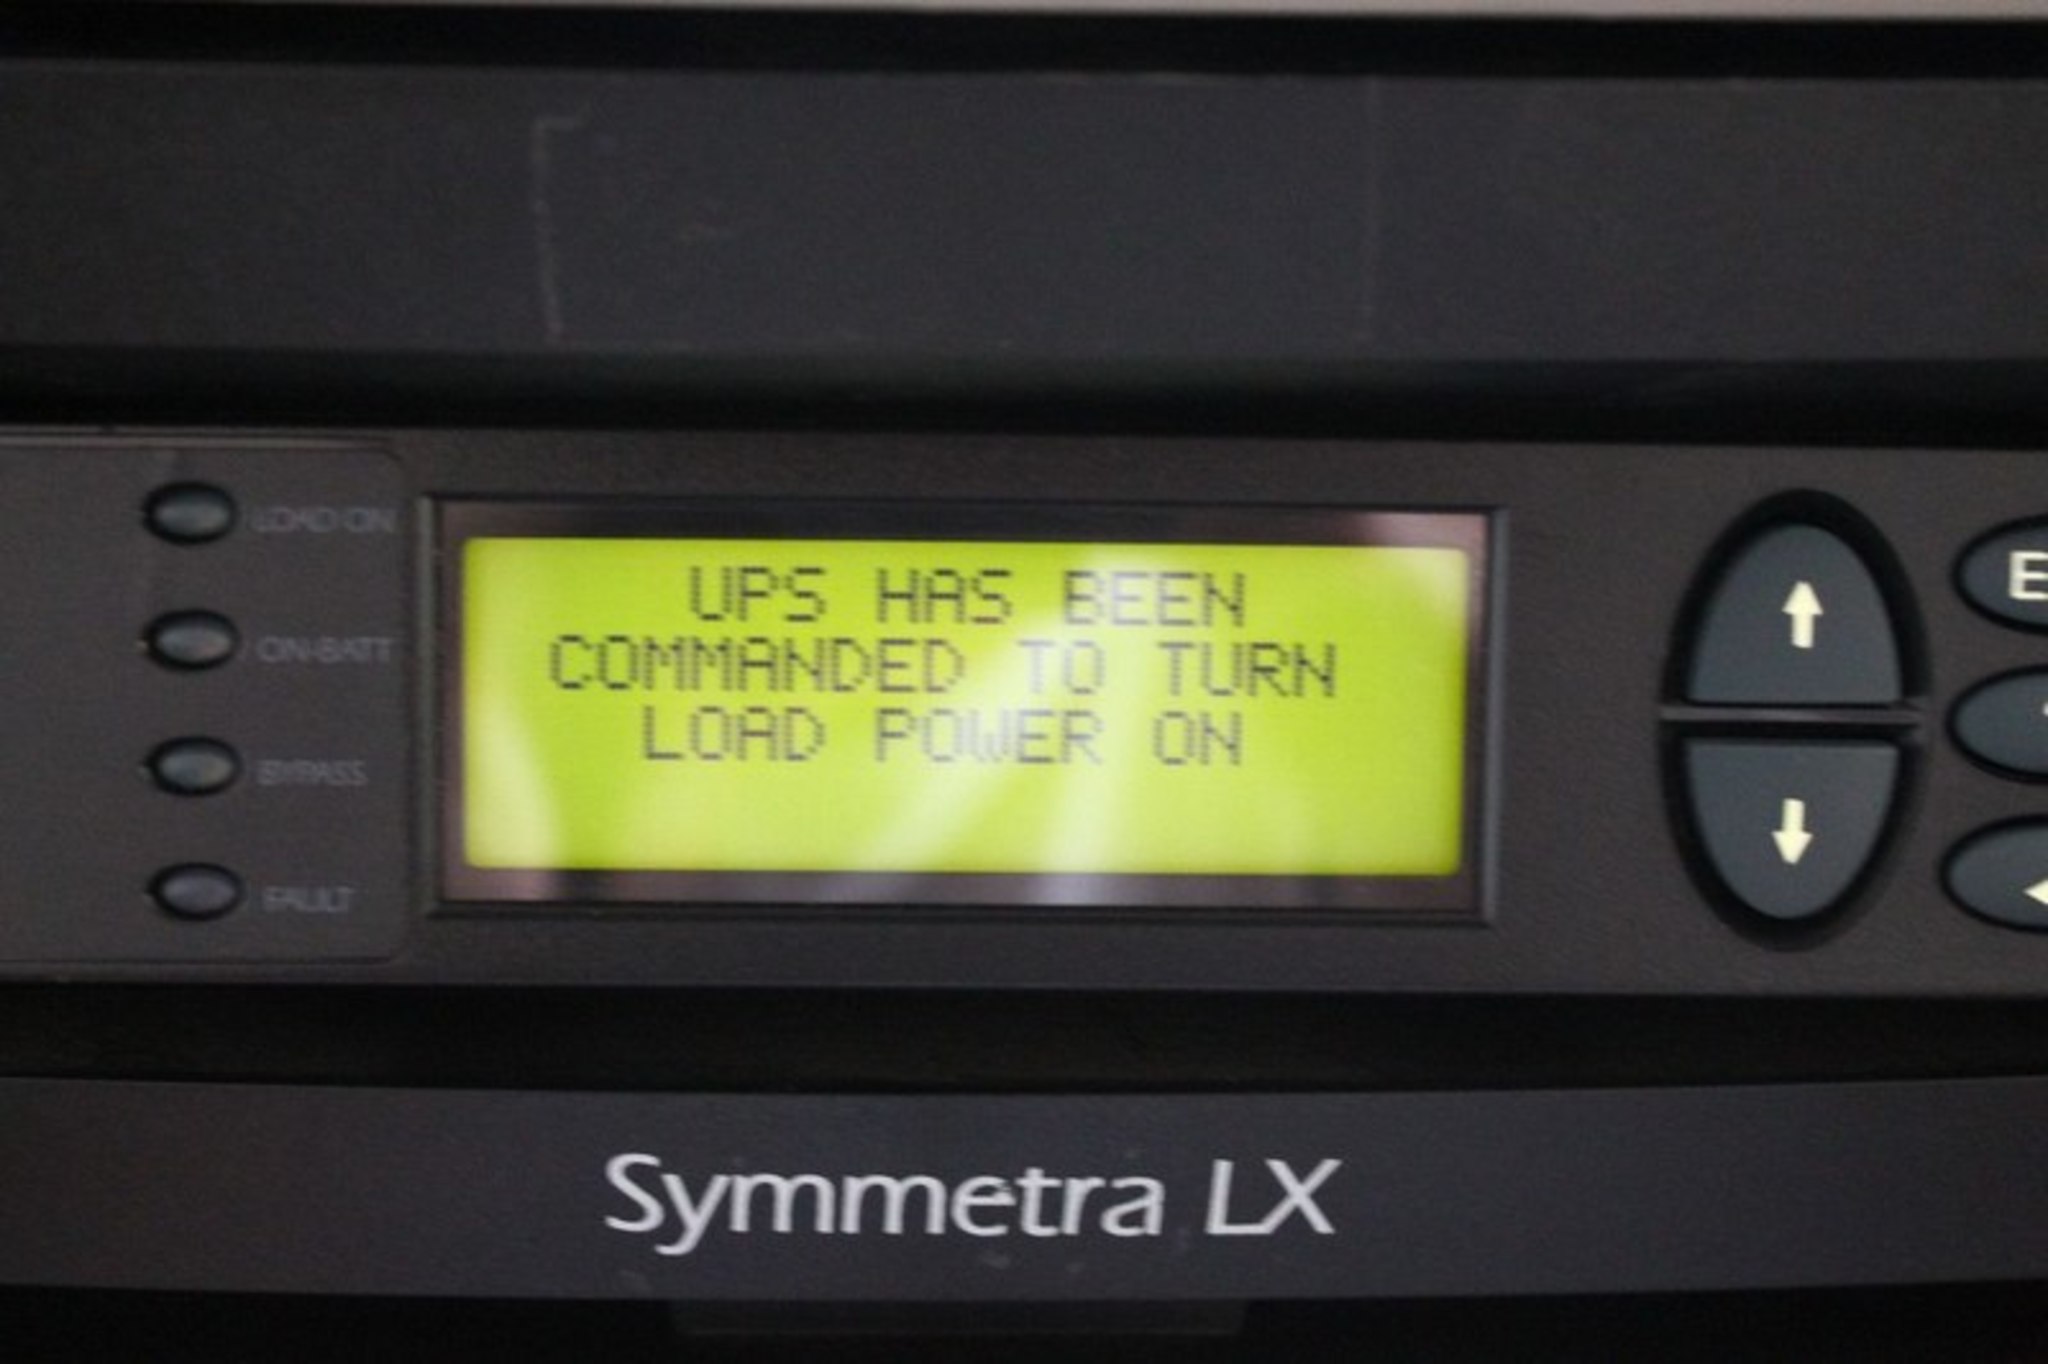 LOAD ON
ON BATT
BYPASS
FAULT
UPS HAS BEEN
COMMANDED TO TURN
LOAD POWER ON
E
Symmetra LX